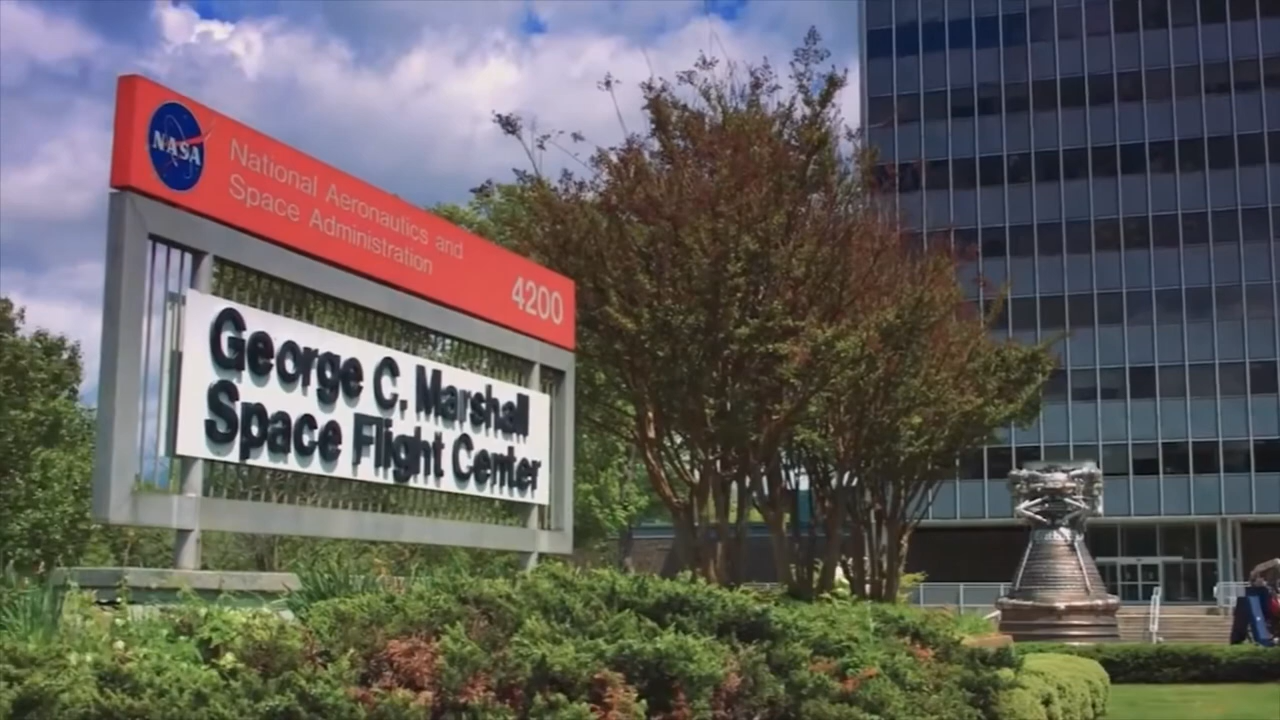 NASA
National Aeronautics and
Space Administration
4200
George C. Marshall
Space Flight Center